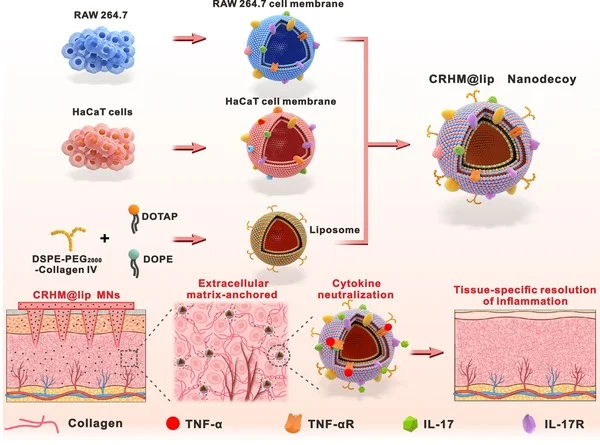 RAW 264.7
RAW 264.7 cell membrane
HaCaT cells
HaCaT cell membrane
CRHM@lip Nanodecoy
DOTAP
DSPE-PEG2000
-Collagen IV
+
DOPE
Liposome
CRHM@lip MNs
Extracellular
matrix-anchored
Cytokine
neutralization
Tissue-specific resolution
of inflammation
Collagen
TNF-α
TNF-αR
IL-17
IL-17R